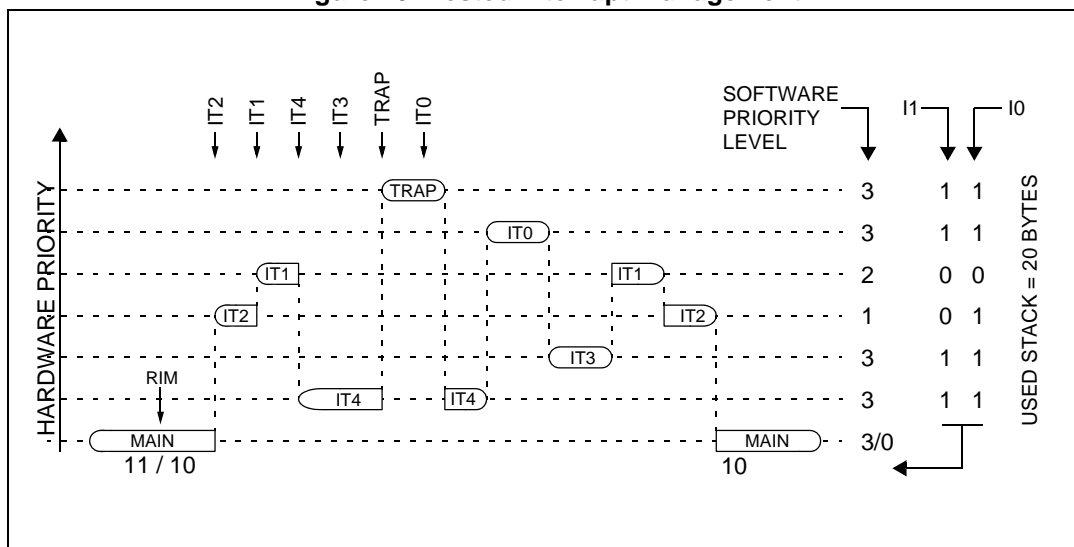 IT2
IT1
IT4
IT3
TRAP
IT0
SOFTWARE
PRIORITY
LEVEL
I1
I0
HARDWARE PRIORITY
TRAP
3
1 1
IT0
3
1 1
IT1
IT1
2
0 0
IT2
IT2
1
0 1
IT3
3
1 1
RIM
IT4
IT4
3
1 1
MAIN
MAIN
3/0
11 / 10
10
USED STACK = 20 BYTES